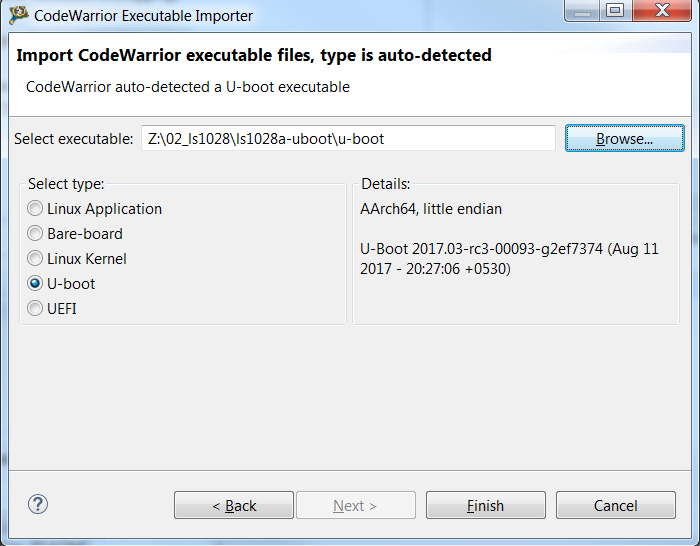 CodeWarrior Executable Importer
Import CodeWarrior executable files, type is auto-detected
CodeWarrior auto-detected a U-boot executable
Select executable: Z:\02_ls1028\ls1028a-uboot\u-boot Browse...
Select type:
Linux Application
Bare-board
Linux Kernel
U-boot
UEFI
Details:
AArch64, little endian
U-Boot 2017.03-rc3-00093-g2ef7374 (Aug 11
2017 - 20:27:06 +0530)
? < Back Next > Finish Cancel